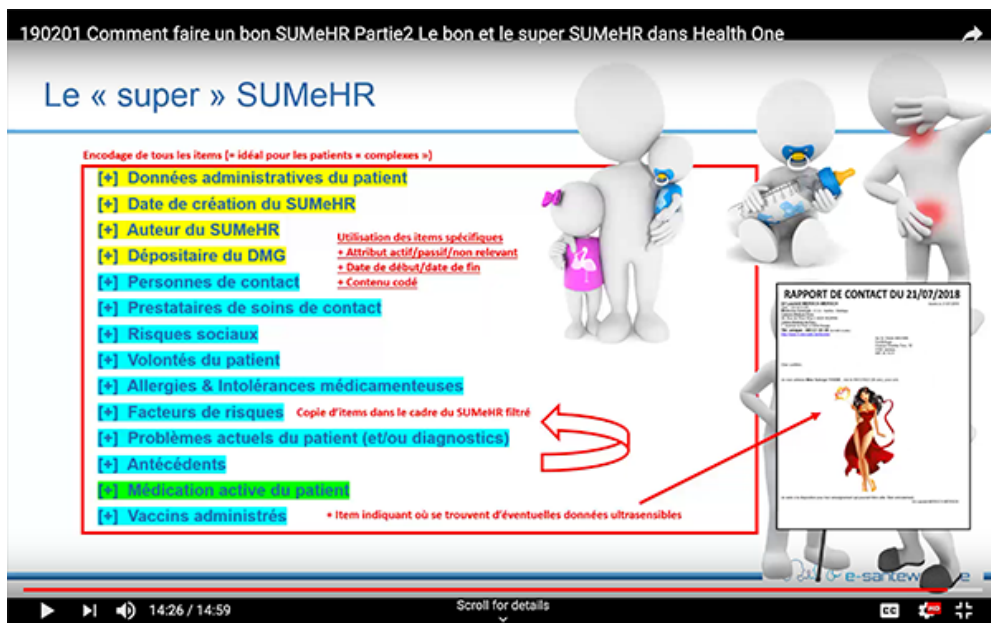 190201 Comment faire un bon SUMeHR Partie2 Le bon et le super SUMeHR dans Health One
Le « super » SUMeHR
Encodage de tous les items (+ idéal pour les patients « complexes »)
[+] Données administratives du patient
[+] Date de création du SUMeHR
[+] Auteur du SUMeHR
[+] Dépositaire du DMG
Utilisation des items spécifiques
+ Attribut actif/passif/non relevant
+ Date de début/date de fin
+ Contenu codé
[+] Personnes de contact
[+] Prestataires de soins de contact
[+] Risques sociaux
[+] Volontés du patient
[+] Allergies & Intolérances médicamenteuses
[+] Facteurs de risques
Copie d'items dans le cadre du SUMeHR filtré
[+] Problèmes actuels du patient (et/ou diagnostics)
[+] Antécédents
[+] Médication active du patient
[+] Vaccins administrés
+ Item indiquant où se trouvent d'éventuelles données ultrasensibles
RAPPORT DE CONTACT DU 21/07/2018
e-santew
e
14:26 / 14:59
Scroll for details
CC
HD